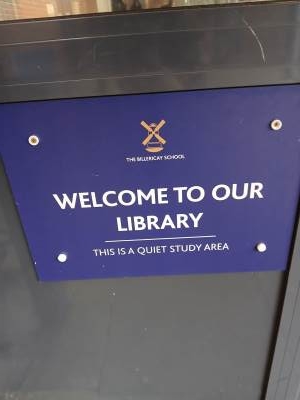 THE BILLERICAY SCHOOL
WELCOME TO OUR
LIBRARY
THIS IS A QUIET STUDY AREA